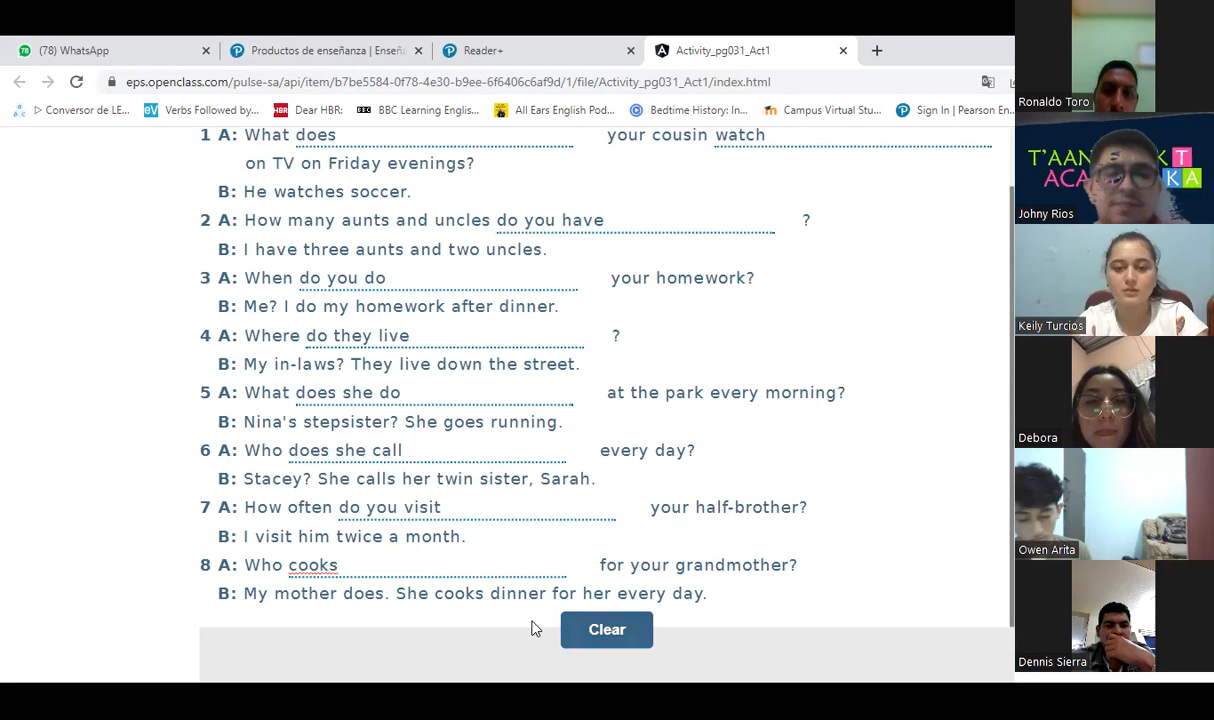 (78) WhatsApp
Productos de enseñanza | Enseña
Reader+
Activity_pg031_Act1
eps.openclass.com/pulse-sa/api/item/b7be5584-0f78-4e30-b9ee-6f6406c6af9d/1/file/Activity_pg031_Act1/index.html
Conversor de LE...
eV Verbs Followed by...
HBR Dear HBR:
BBC BBC Learning English...
All Ears English Pod...
Bedtime History: In...
Campus Virtual Stu...
Sign In | Pearson En...
1 A: What does your cousin watch
on TV on Friday evenings?
B: He watches soccer.
2 A: How many aunts and uncles do you have ?
B: I have three aunts and two uncles.
3 A: When do you do your homework?
B: Me? I do my homework after dinner.
4 A: Where do they live ?
B: My in-laws? They live down the street.
5 A: What does she do at the park every morning?
B: Nina's stepsister? She goes running.
6 A: Who does she call every day?
B: Stacey? She calls her twin sister, Sarah.
7 A: How often do you visit your half-brother?
B: I visit him twice a month.
8 A: Who cooks for your grandmother?
B: My mother does. She cooks dinner for her every day.
Clear
Ronaldo Toro
T'AAN K T
AC KA
Johny Rios
Keily Turcios
Debora
Owen Arita
Dennis Sierra